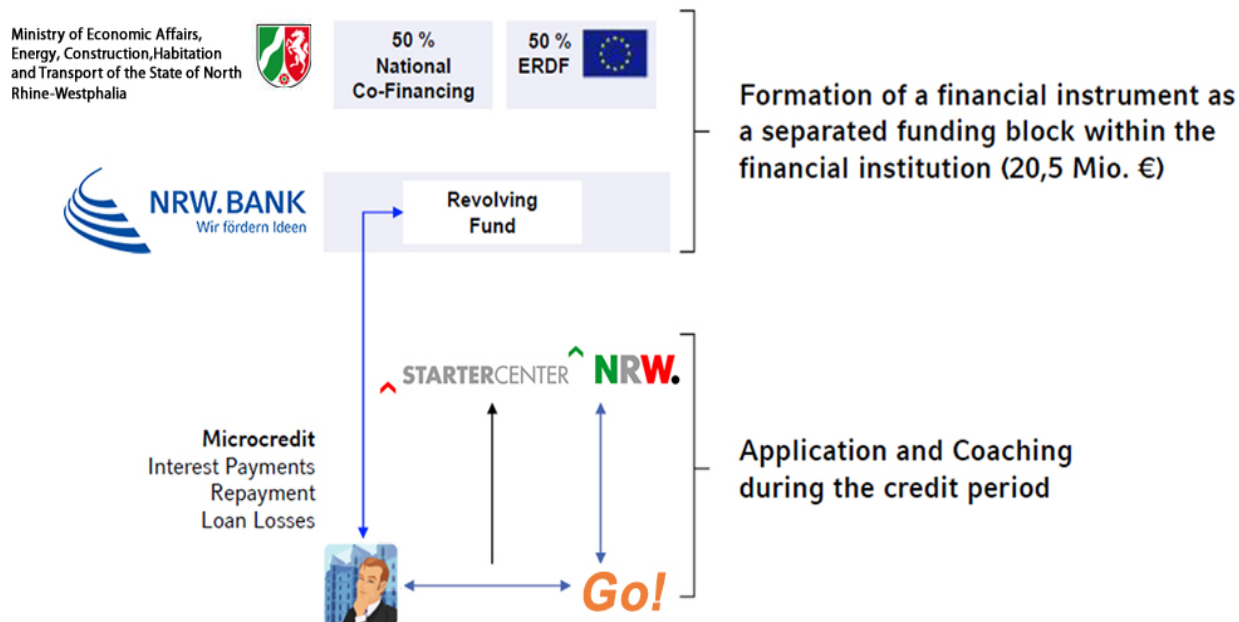 Ministry of Economic Affairs,
Energy, Construction,Habitation
and Transport of the State of North
Rhine-Westphalia
50 %
National
Co-Financing
50 %
ERDF
Formation of a financial instrument as
a separated funding block within the
financial institution (20,5 Mio. €)
NRW.BANK
Wir fördern Ideen
Revolving
Fund
STARTERCENTER NRW.
Microcredit
Interest Payments
Repayment
Loan Losses
Application and Coaching
during the credit period
Go!